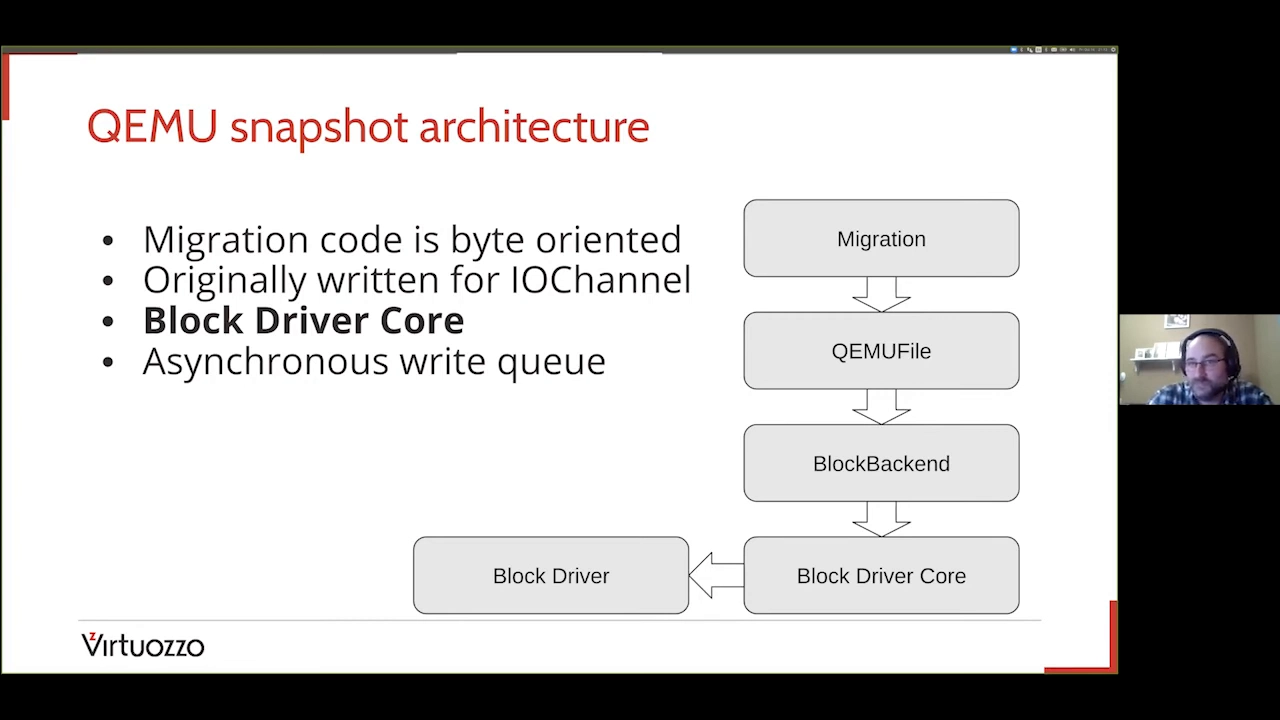 QEMU snapshot architecture
• Migration code is byte oriented
• Originally written for IOChannel
• Block Driver Core
• Asynchronous write queue
Migration
QEMUFile
BlockBackend
Block Driver
Block Driver Core
Virtuozzo